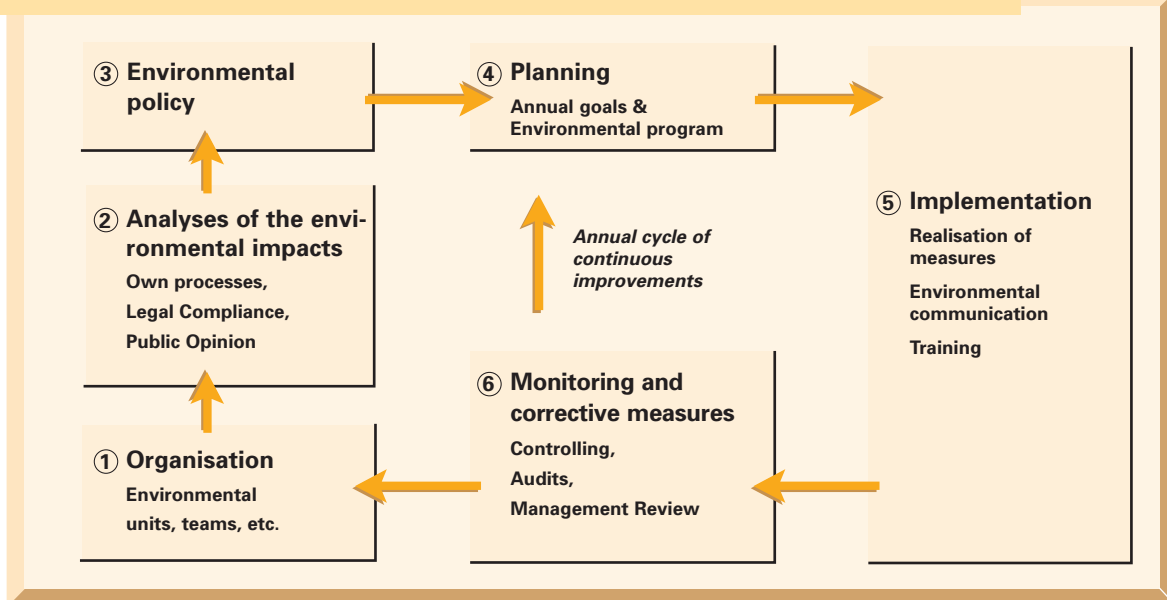 ③ Environmental
policy
④ Planning
Annual goals &
Environmental program
② Analyses of the envi-
ronmental impacts
Own processes,
Legal Compliance,
Public Opinion
Annual cycle of
continuous
improvements
⑤ Implementation
Realisation of
measures
Environmental
communication
Training
① Organisation
Environmental
units, teams, etc.
⑥ Monitoring and
corrective measures
Controlling,
Audits,
Management Review